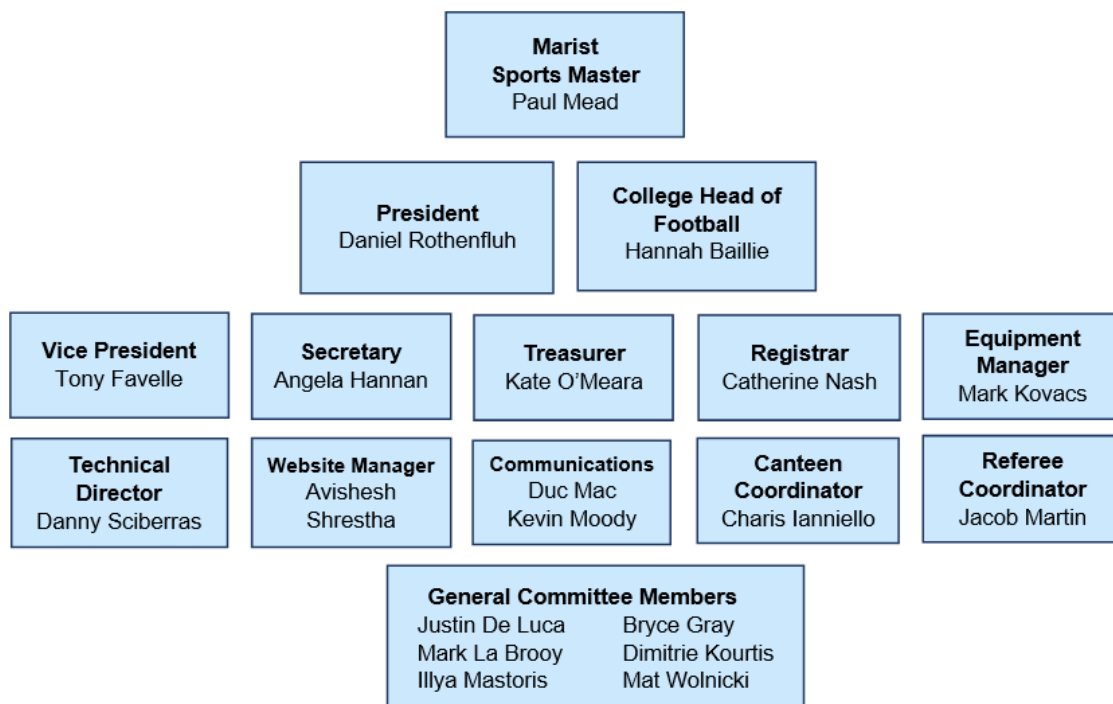 Marist
Sports Master
Paul Mead
President
Daniel Rothenfluh
College Head of
Football
Hannah Baillie
Vice President
Tony Favelle
Secretary
Angela Hannan
Treasurer
Kate O’Meara
Registrar
Catherine Nash
Equipment
Manager
Mark Kovacs
Technical
Director
Danny Sciberras
Website Manager
Avishesh
Shrestha
Communications
Duc Mac
Kevin Moody
Canteen
Coordinator
Charis Ianniello
Referee
Coordinator
Jacob Martin
General Committee Members
Justin De Luca Bryce Gray
Mark La Brooy Dimitrie Kourtis
Illya Mastoris Mat Wolnicki